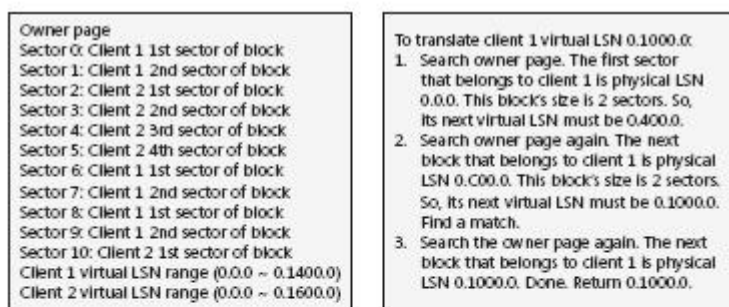 Owner page
Sector 0: Client 1 1st sector of block
Sector 1: Client 1 2nd sector of block
Sector 2: Client 2 1st sector of block
Sector 3: Client 2 2nd sector of block
Sector 4: Client 2 3rd sector of block
Sector 5: Client 2 4th sector of block
Sector 6: Client 1 1st sector of block
Sector 7: Client 1 2nd sector of block
Sector 8: Client 1 1st sector of block
Sector 9: Client 1 2nd sector of block
Sector 10: Client 2 1st sector of block
Client 1 virtual LSN range (0.0.0 ~ 0.1400.0)
Client 2 virtual LSN range (0.0.0 ~ 0.1600.0)
To translate client 1 virtual LSN 0.1000.0:
1. Search owner page. The first sector
that belongs to client 1 is physical LSN
0.0.0. This block's size is 2 sectors. So,
its next virtual LSN must be 0.400.0.
2. Search owner page again. The next
block that belongs to client 1 is physical
LSN 0.C00.0. This block's size is 2 sectors.
So, its next virtual LSN must be 0.1000.0.
Find a match.
3. Search the owner page again. The next
block that belongs to client 1 is physical
LSN 0.1000.0. Done. Return 0.1000.0.